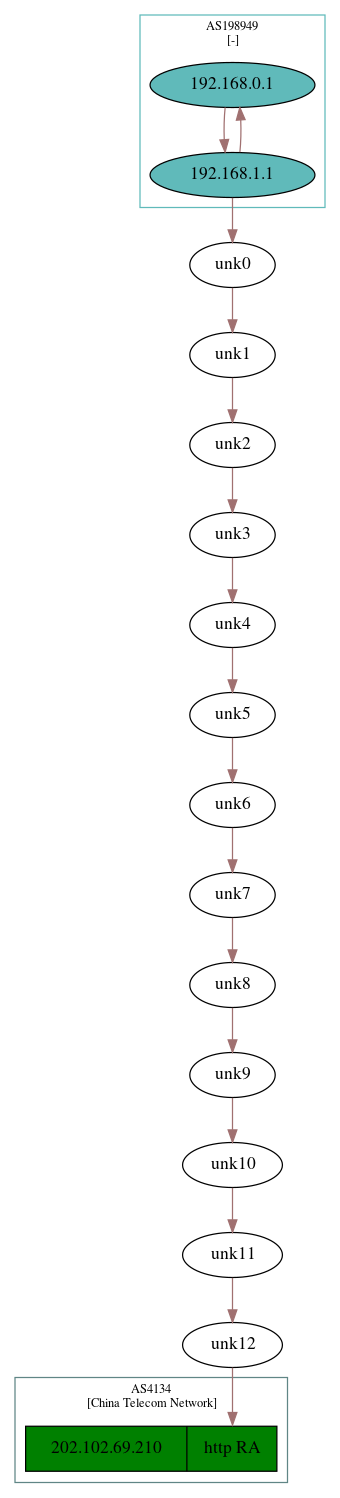 AS198949
[-]
192.168.0.1
192.168.1.1
unk0
unk1
unk2
unk3
unk4
unk5
unk6
unk7
unk8
unk9
unk10
unk11
unk12
AS4134
[China Telecom Network]
202.102.69.210 http RA